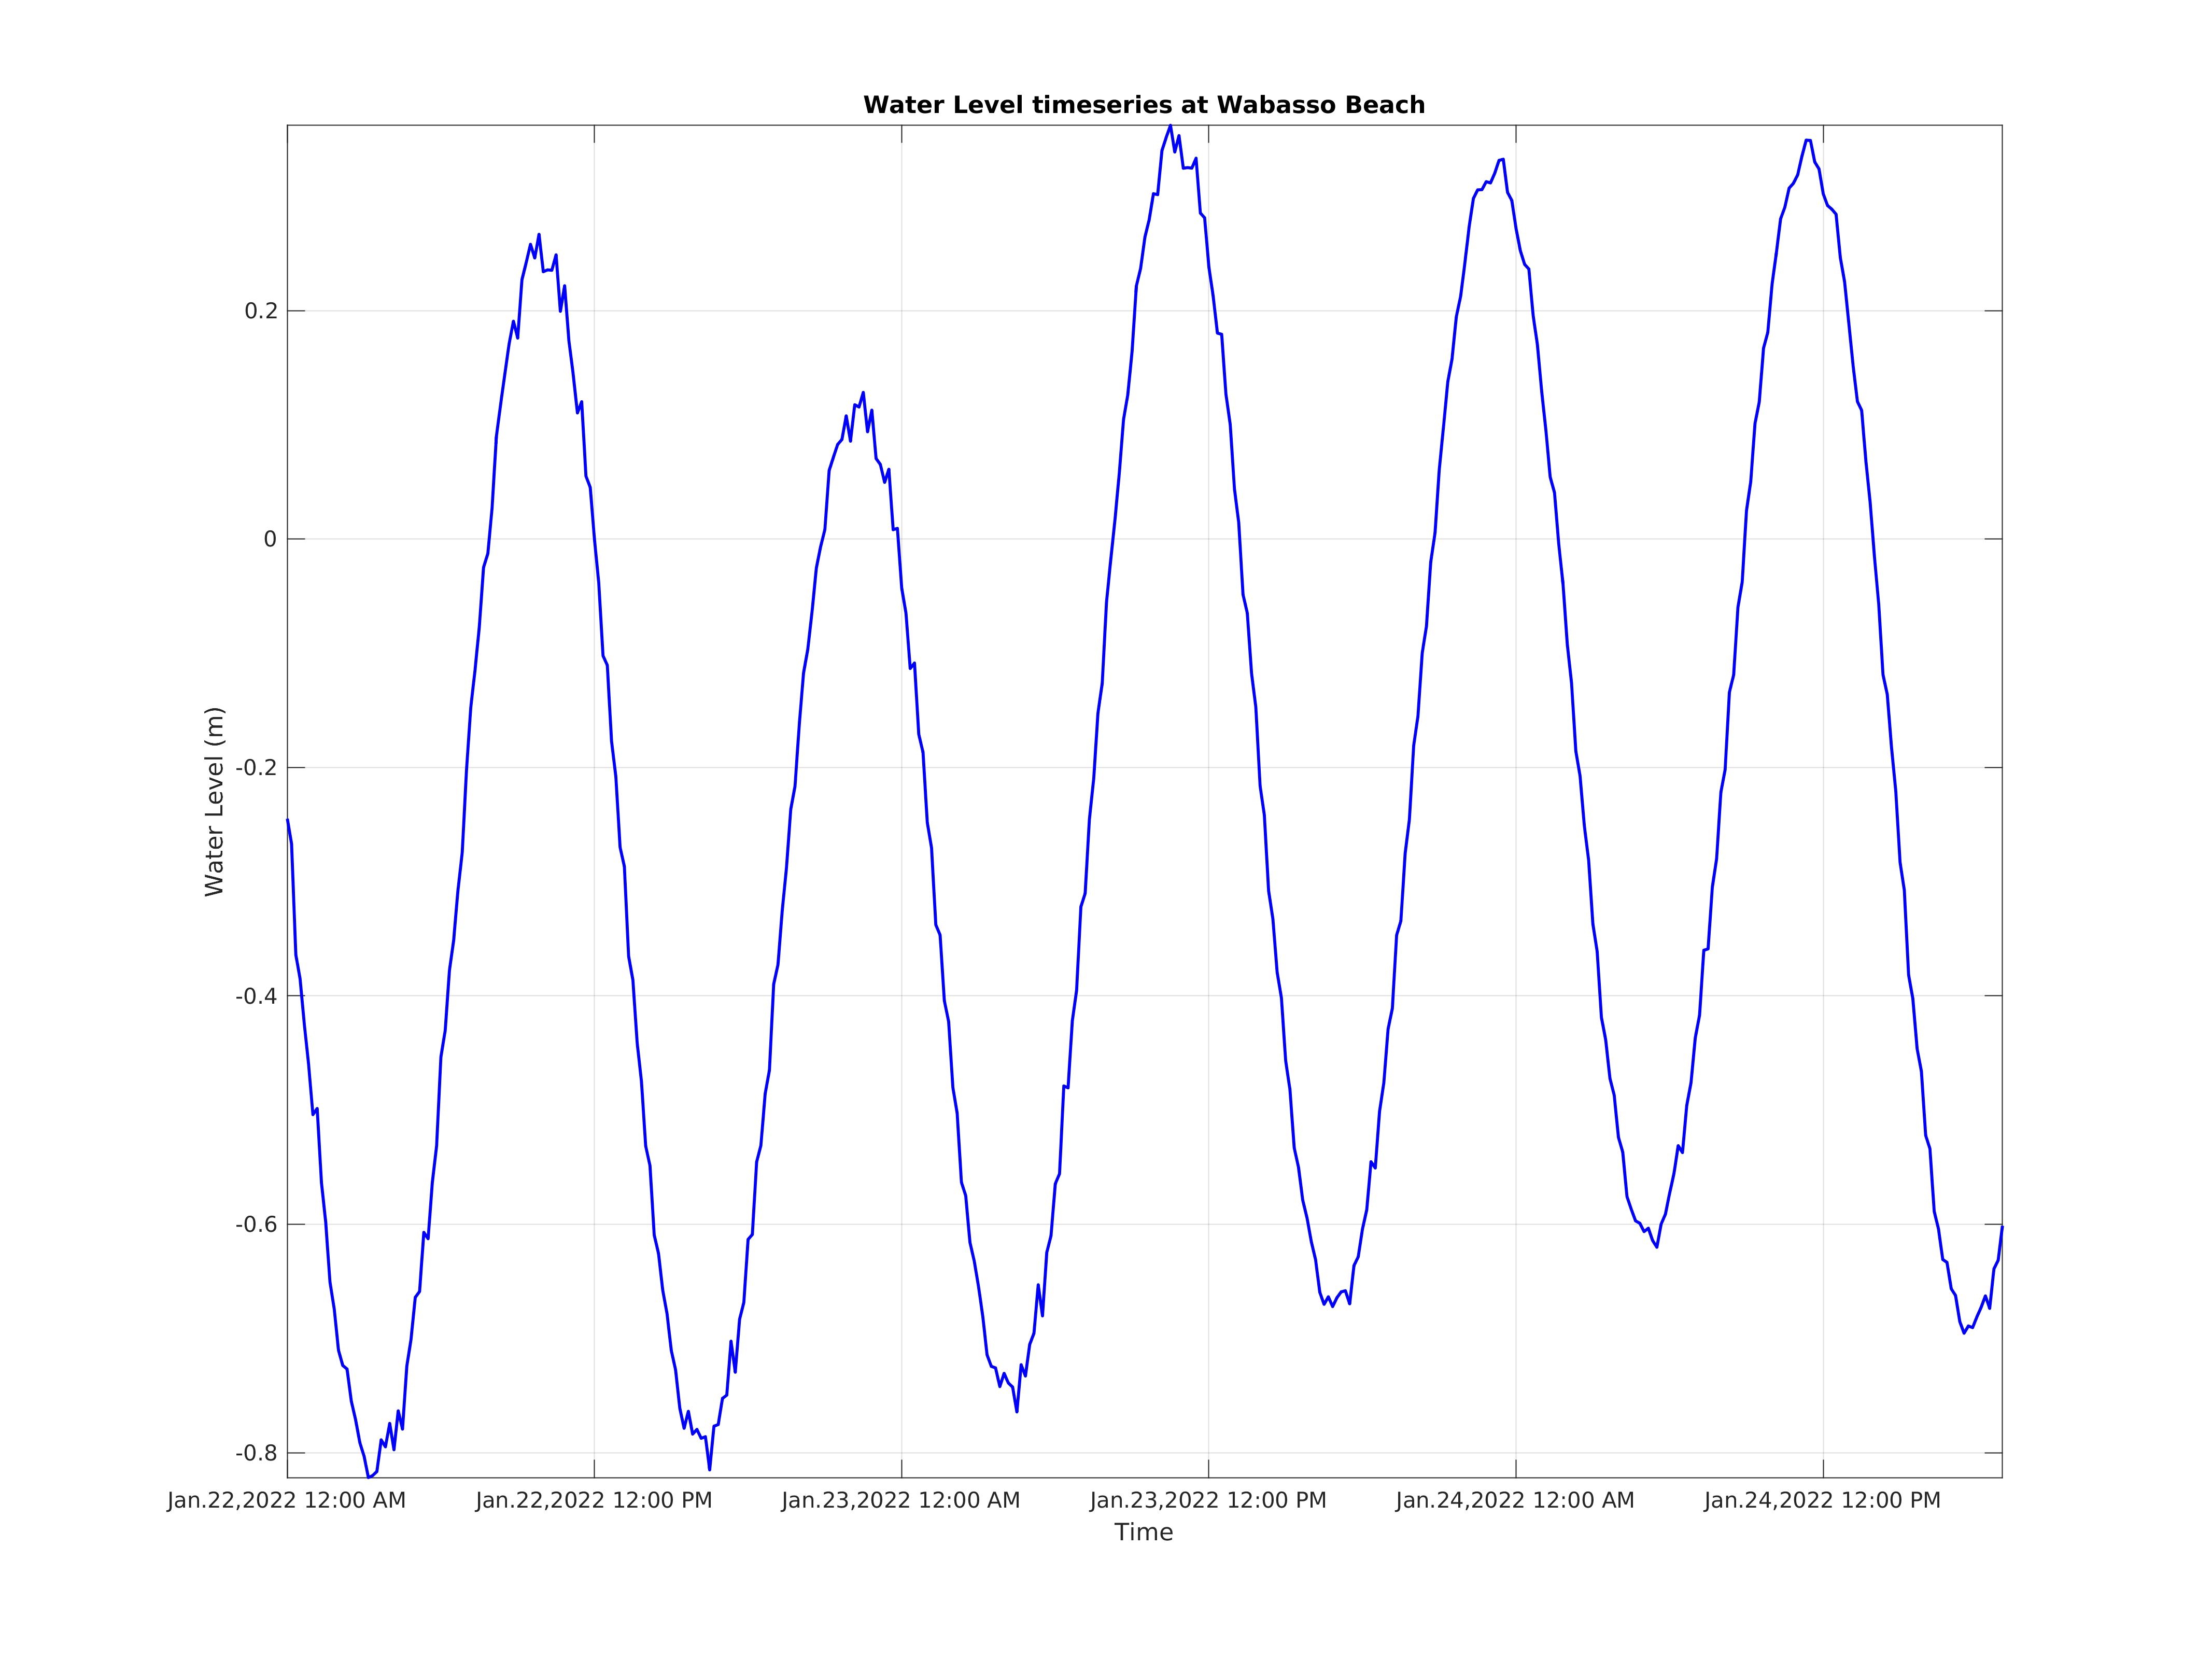 Water Level timeseries at Wabasso Beach
0.2
0
-0.2
-0.4
-0.6
-0.8
Water Level (m)
Jan.22,2022 12:00 AM Jan.22,2022 12:00 PM Jan.23,2022 12:00 AM Jan.23,2022 12:00 PM Jan.24,2022 12:00 AM Jan.24,2022 12:00 PM
Time